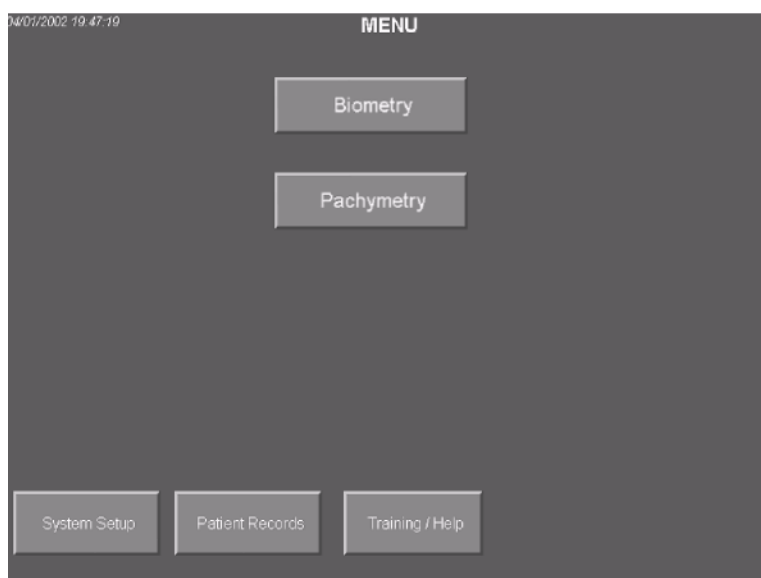 04/01/2002 19:47:19
MENU
Biometry
Pachymetry
System Setup
Patient Records
Training / Help